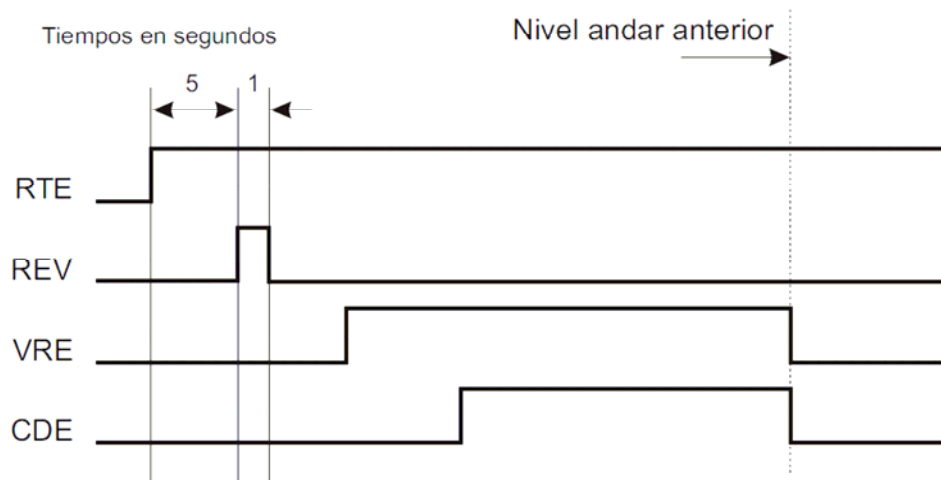 Nivel andar anterior
Tiempos en segundos
5 1
RTE
REV
VRE
CDE